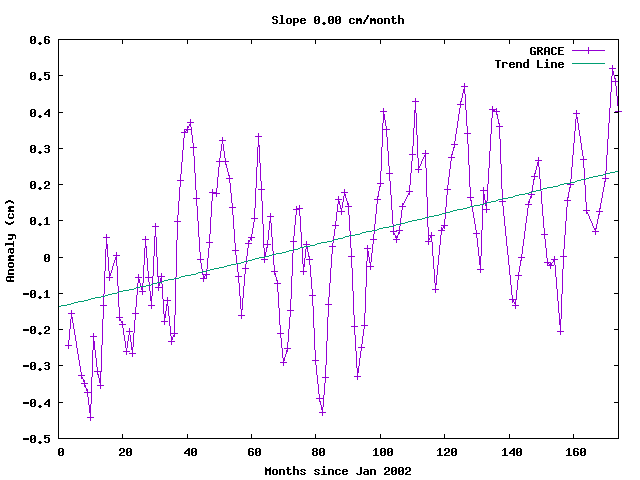 Slope 0.00 cm/month
GRACE
Trend Line
0.6
0.5
0.4
0.3
0.2
0.1
0
-0.1
-0.2
-0.3
-0.4
-0.5
Anomaly (cm)
0 20 40 60 80 100 120 140 160
Months since Jan 2002